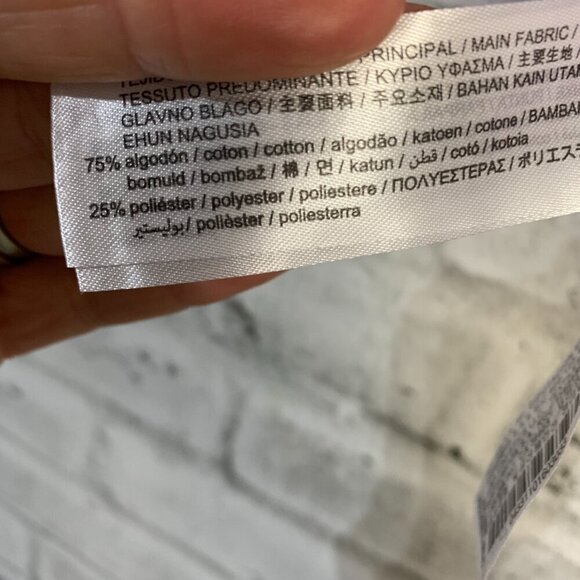 PRINCIPAL / MAIN FABRIC /
TESSUTO PREDOMINANTE / ΚΥΡΙΟ ΥΦΑΣΜΑ / 主要生地 /
GLAVNO BLAGO / 主要面料 / 주요소재 / BAHAN KAIN UTAM
EHUN NAGUSIA
75% algodón / coton / cotton / algodão / katoen / cotone / BAMBA
bomuld / bombaž / 棉 / 면 / katun / قطن / cotó / kotoia
25% poliéster / polyester / poliestere / ΠΟΛΥΕΣΤΕΡΑΣ / ポリエステ
بوليستير / polièster / poliesterra